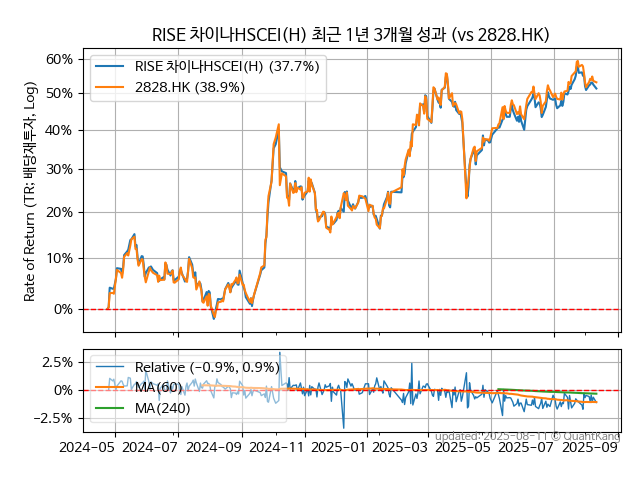 RISE 차이나HSCEI(H) 최근 1년 3개월 성과 (vs 2828.HK)
Rate of Return (TR: 배당재투자, Log)
60%
50%
40%
30%
20%
10%
0%
RISE 차이나HSCEI(H) (37.7%)
2828.HK (38.9%)
2.5%
0%
−2.5%
Relative (−0.9%, 0.9%)
MA(60)
MA(240)
2024−05 2024−07 2024−09 2024−11 2025−01 2025−03 2025−05 2025−07 2025−09
updated: 2025−08−11 © QuantKang